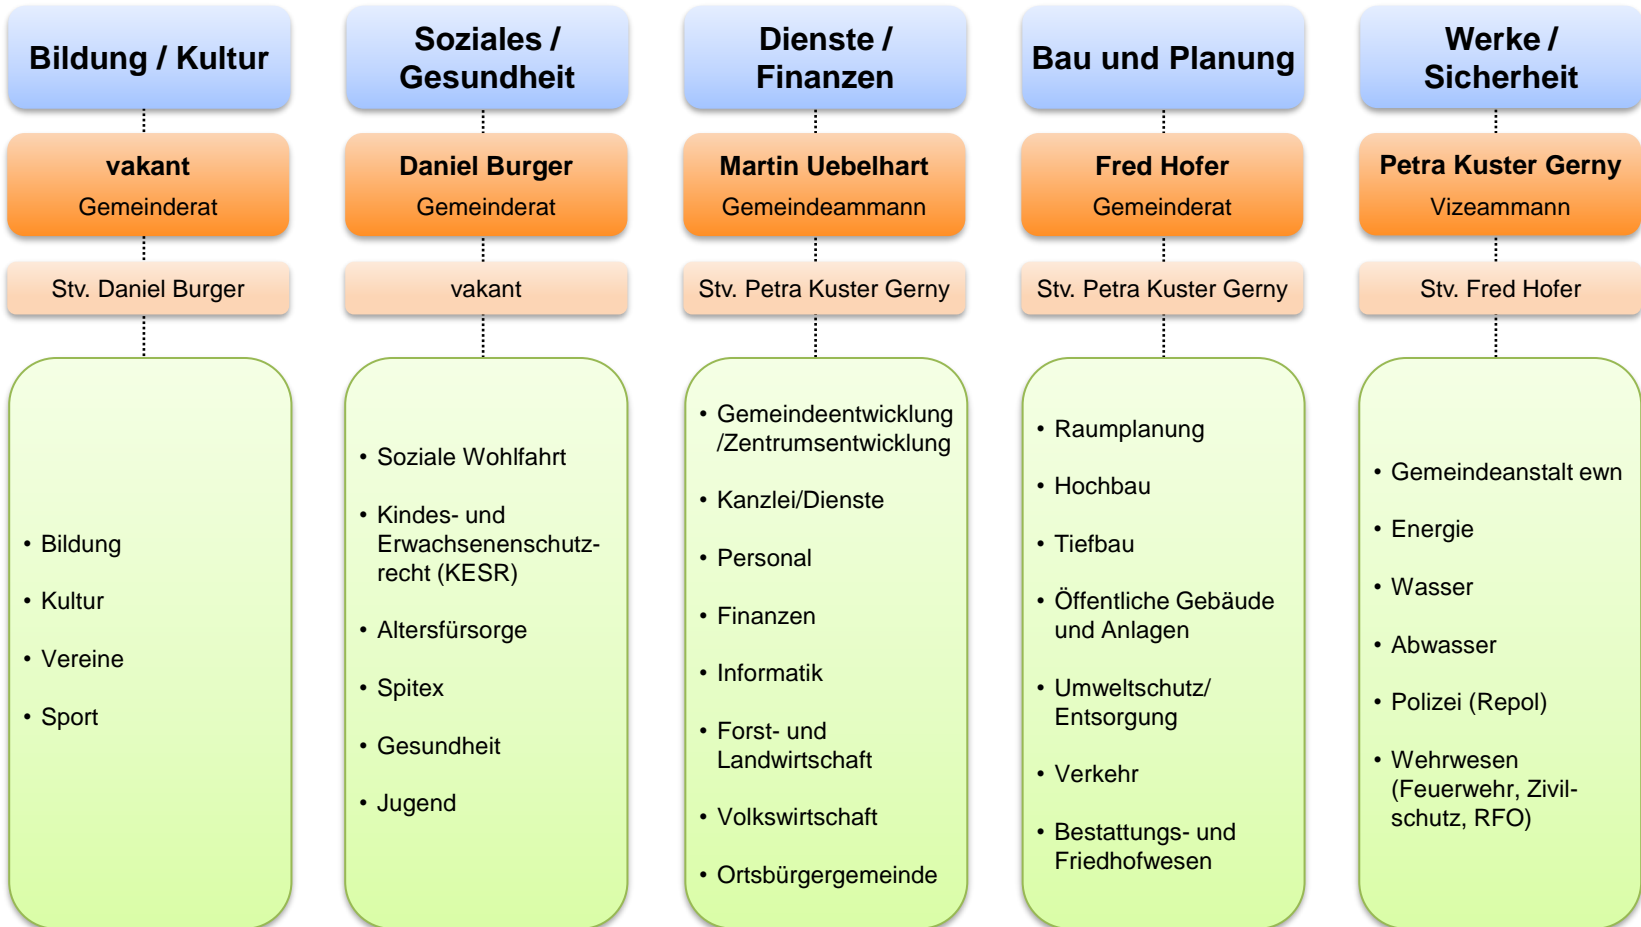 Bildung / Kultur
vakant
Gemeinderat
Stv. Daniel Burger
• Bildung
• Kultur
• Vereine
• Sport
Soziales /
Gesundheit
Daniel Burger
Gemeinderat
vakant
• Soziale Wohlfahrt
• Kindes- und
Erwachsenenschutz-
recht (KESR)
• Altersfürsorge
• Spitex
• Gesundheit
• Jugend
Dienste /
Finanzen
Martin Uebelhart
Gemeindeammann
Stv. Petra Kuster Gerny
• Gemeindeentwicklung
/Zentrumsentwicklung
• Kanzlei/Dienste
• Personal
• Finanzen
• Informatik
• Forst- und
Landwirtschaft
• Volkswirtschaft
• Ortsbürgergemeinde
Bau und Planung
Fred Hofer
Gemeinderat
Stv. Petra Kuster Gerny
• Raumplanung
• Hochbau
• Tiefbau
• Öffentliche Gebäude
und Anlagen
• Umweltschutz/
Entsorgung
• Verkehr
• Bestattungs- und
Friedhofwesen
Werke /
Sicherheit
Petra Kuster Gerny
Vizeammann
Stv. Fred Hofer
• Gemeindeanstalt ewn
• Energie
• Wasser
• Abwasser
• Polizei (Repol)
• Wehrwesen
(Feuerwehr, Zivil-
schutz, RFO)